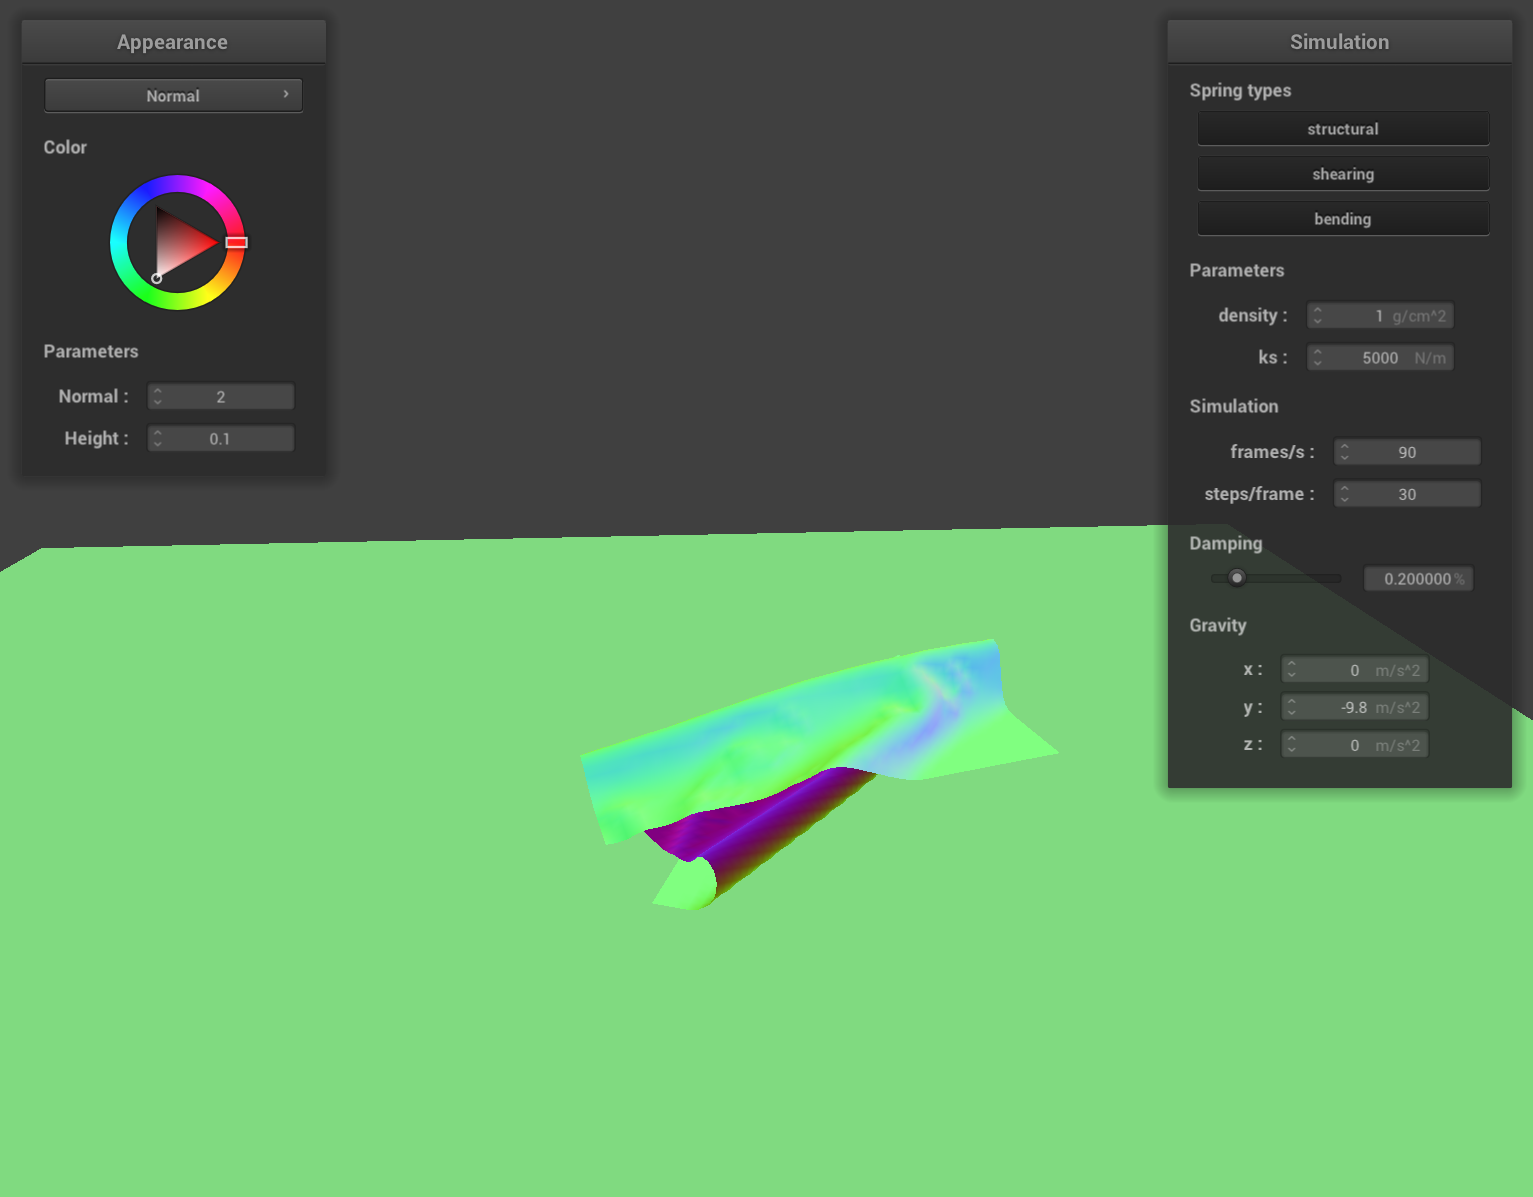 Appearance
Normal
Color
Parameters
Normal : 2
Height : 0.1
Simulation
Spring types
structural
shearing
bending
Parameters
density : 1 g/cm^2
ks : 5000 N/m
Simulation
frames/s : 90
steps/frame : 30
Damping
0.200000 %
Gravity
x : 0 m/s^2
y : -9.8 m/s^2
z : 0 m/s^2